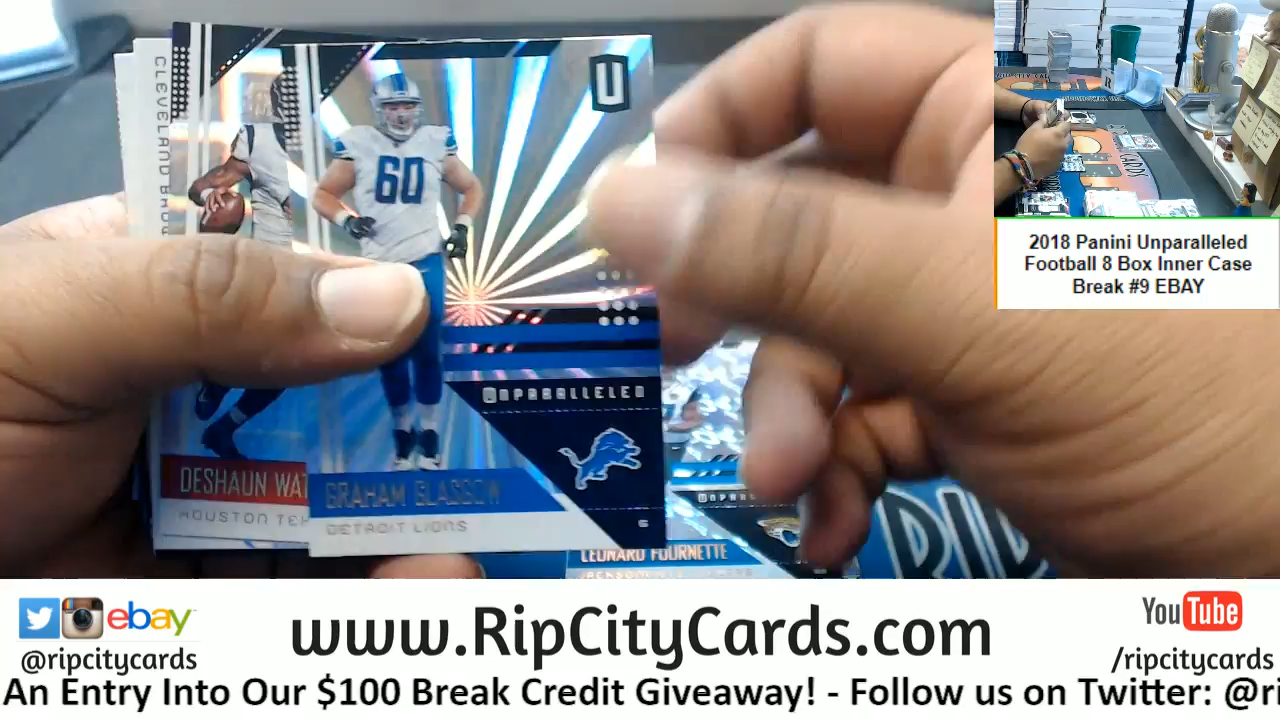 CLEVELAND BROW
U
60
UNPARALLELED
DESHAUN WAT
HOUSTON TEX
GRAHAM GLASGOW
DETROIT LIONS
G
LEONARD FOURNETTE
RIP
2018 Panini Unparalleled
Football 8 Box Inner Case
Break #9 EBAY
ebay
@ripcitycards
www.RipCityCards.com
YouTube
/ripcitycards
An Entry Into Our $100 Break Credit Giveaway! - Follow us on Twitter: @ri